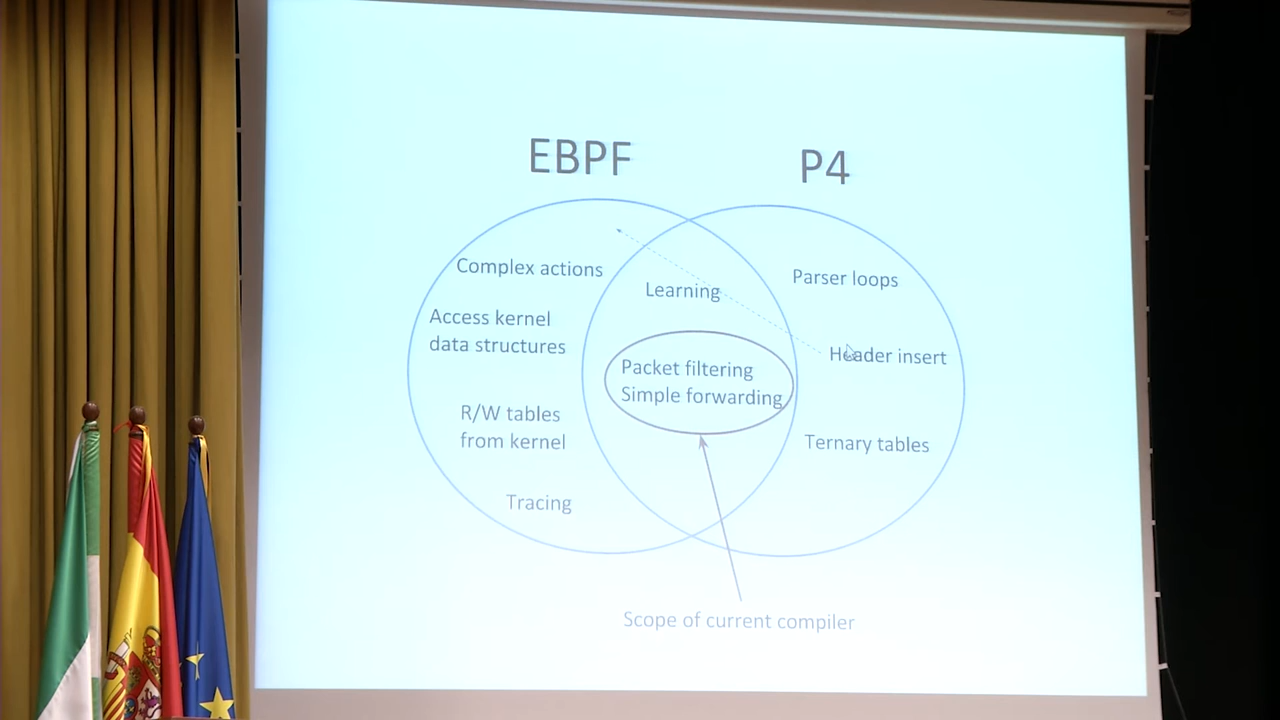 EBPF
P4
Complex actions
Learning
Parser loops
Access kernel
data structures
Header insert
Packet filtering
Simple forwarding
R/W tables
from kernel
Ternary tables
Tracing
Scope of current compiler